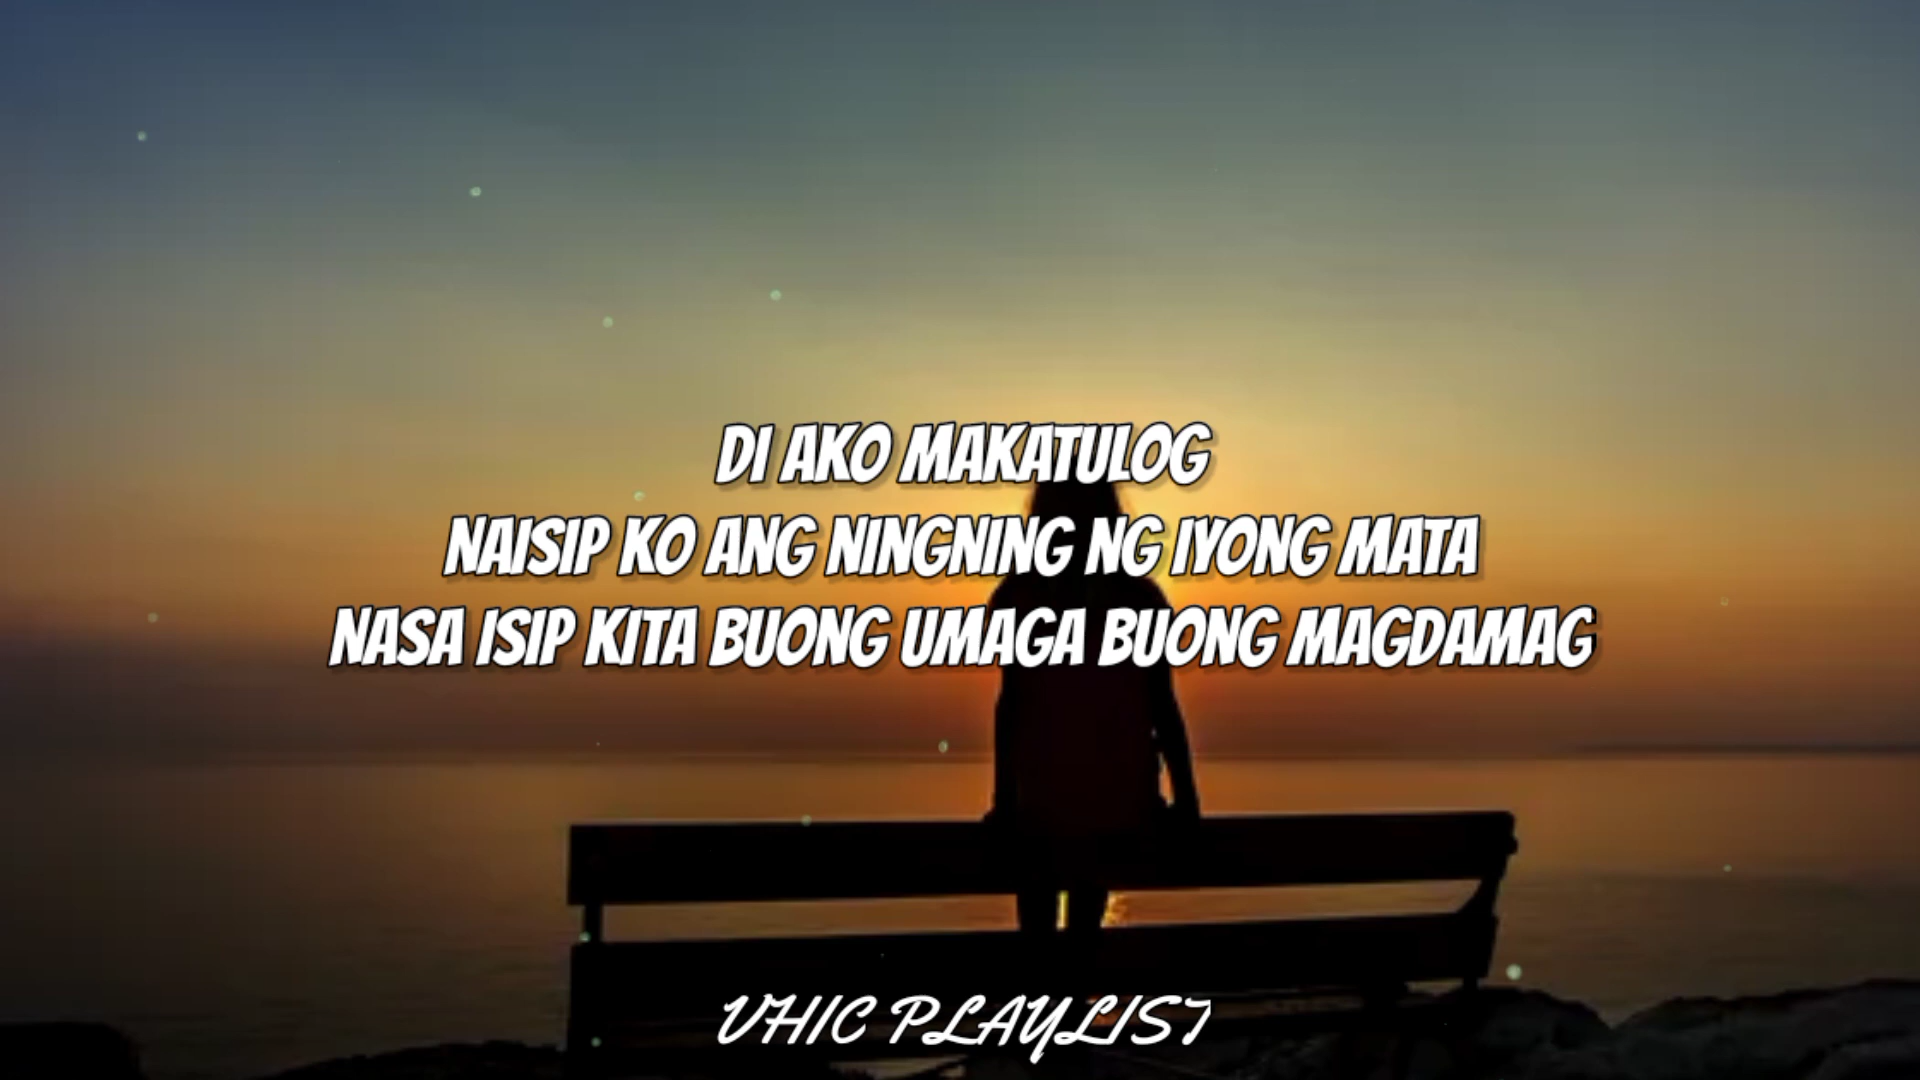 DI AKO MAKATULOG
NAISIP KO ANG NINGNING NG IYONG MATA
NASA ISIP KITA BUONG UMAGA BUONG MAGDAMAG
VHIC PLAYLIST